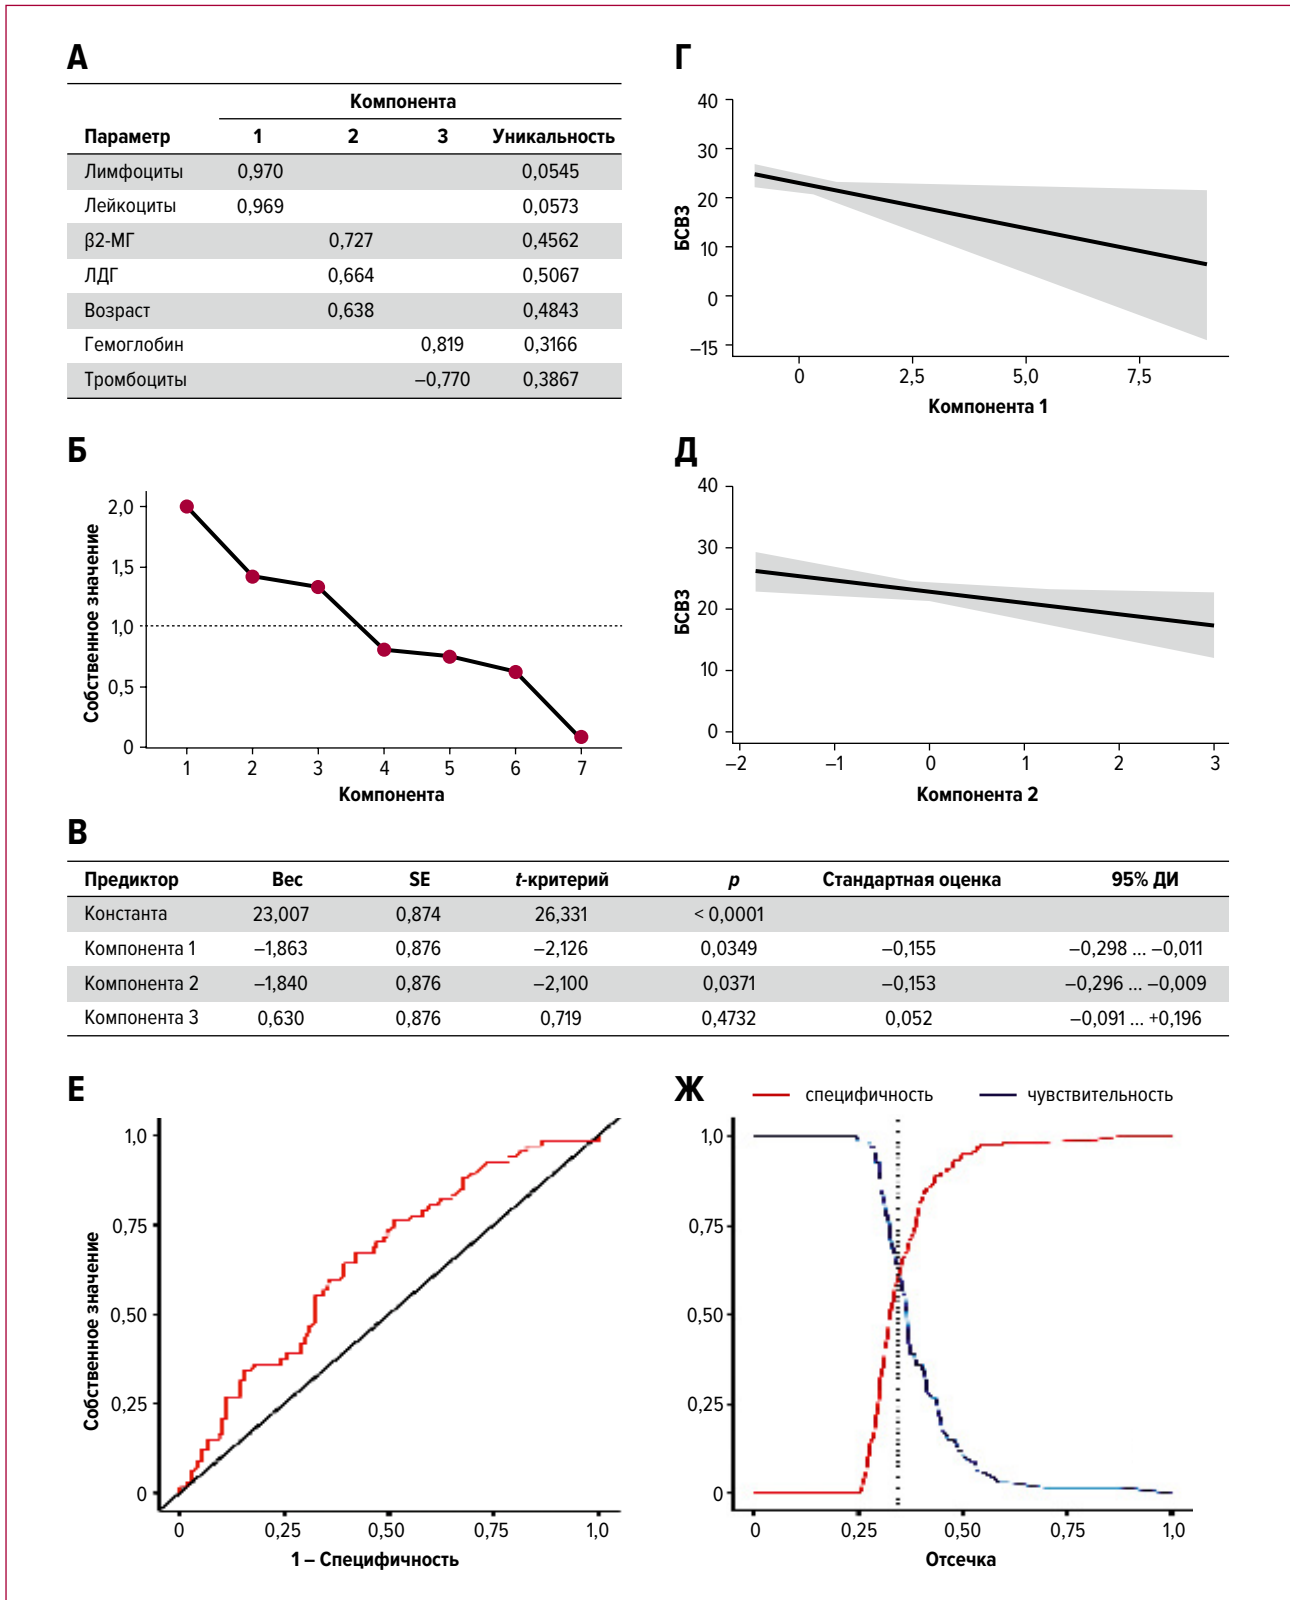 А
Компонента
Параметр 1 2 3 Уникальность
Лимфоциты 0,970 0,0545
Лейкоциты 0,969 0,0573
β2-МГ 0,727 0,4562
ЛДГ 0,664 0,5067
Возраст 0,638 0,4843
Гемоглобин 0,819 0,3166
Тромбоциты –0,770 0,3867
Г
БСВЗ
40
30
20
10
0
–15
0 2,5 5,0 7,5
Компонента 1
Б
Собственное значение
2,0
1,5
1,0
0,5
0
1 2 3 4 5 6 7
Компонента
Д
БСВЗ
40
30
20
10
0
–2 –1 0 1 2 3
Компонента 2
В
Предиктор Вес SE t-критерий p Стандартная оценка 95% ДИ
Константа 23,007 0,874 26,331 < 0,0001
Компонента 1 –1,863 0,876 –2,126 0,0349 –0,155 –0,298 ... –0,011
Компонента 2 –1,840 0,876 –2,100 0,0371 –0,153 –0,296 ... –0,009
Компонента 3 0,630 0,876 0,719 0,4732 0,052 –0,091 ... +0,196
Е
Собственное значение
1,0
0,75
0,50
0,25
0
0 0,25 0,50 0,75 1,0
1 – Специфичность
Ж
специфичность чувствительность
1,0
0,75
0,50
0,25
0
0 0,25 0,50 0,75 1,0
Отсечка